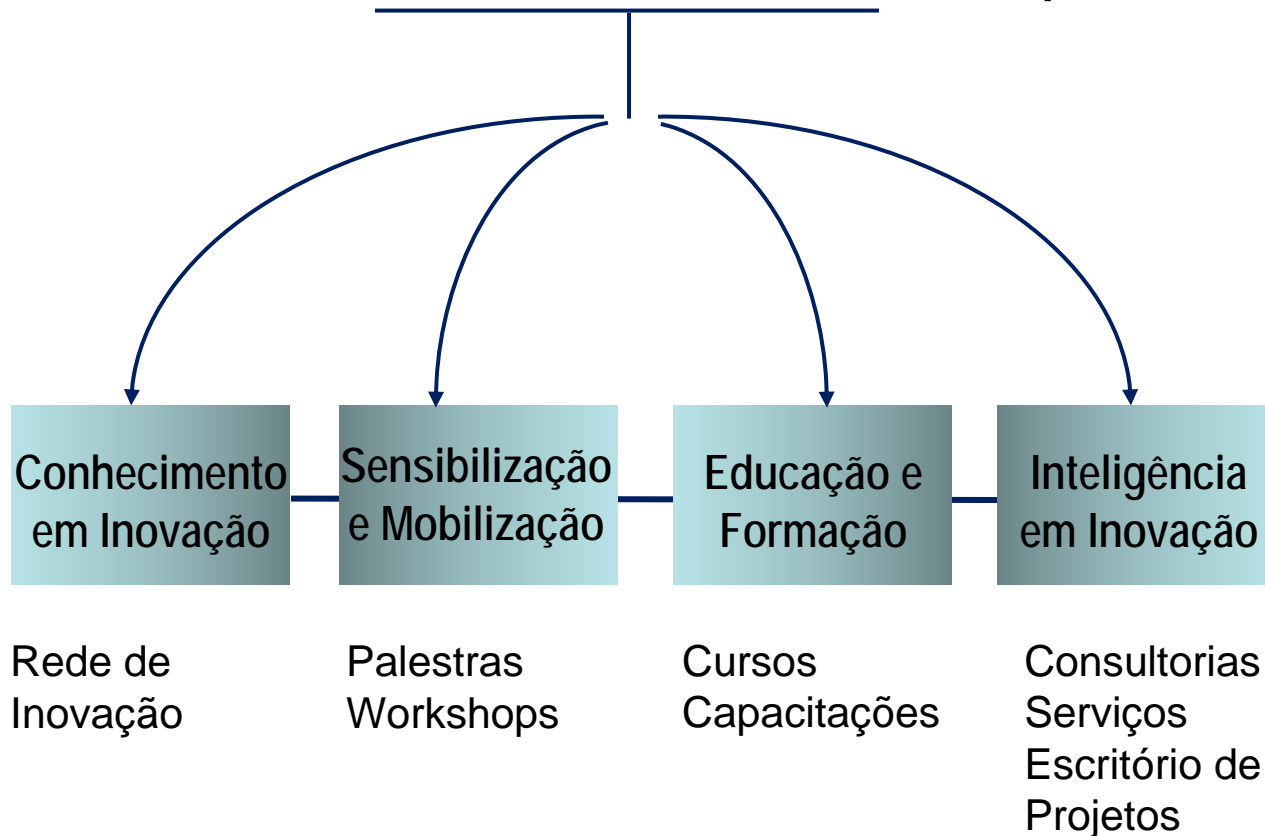 Conhecimento
em Inovação
Sensibilização
e Mobilização
Educação e
Formação
Inteligência
em Inovação
Rede de
Inovação
Palestras
Workshops
Cursos
Capacitações
Consultorias
Serviços
Escritório de
Projetos